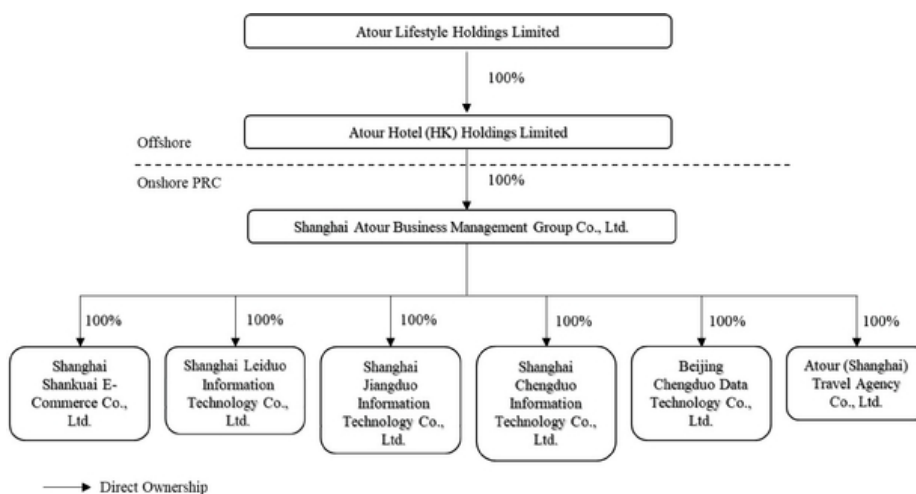 Atour Lifestyle Holdings Limited
100%
Atour Hotel (HK) Holdings Limited
Offshore
Onshore PRC
100%
Shanghai Atour Business Management Group Co., Ltd.
100%
100%
100%
100%
100%
100%
Shanghai
Shankuai E-
Commerce Co.,
Ltd.
Shanghai Leiduo
Information
Technology Co.,
Ltd.
Shanghai
Jiangduo
Information
Technology Co.,
Ltd.
Shanghai
Chengduo
Information
Technology Co.,
Ltd.
Beijing
Chengduo Data
Technology Co.,
Ltd.
Atour (Shanghai)
Travel Agency
Co., Ltd.
Direct Ownership